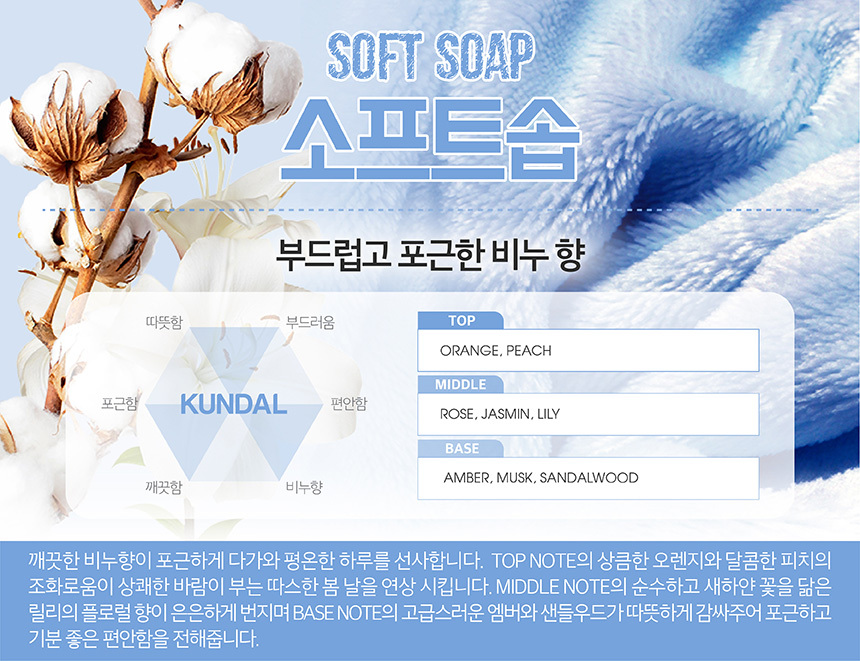 SOFT SOAP
소프트솝
부드럽고 포근한 비누 향
따뜻함
부드러움
포근함
KUNDAL
편안함
깨끗함
비누향
TOP
ORANGE, PEACH
MIDDLE
ROSE, JASMIN, LILY
BASE
AMBER, MUSK, SANDALWOOD
깨끗한 비누향이 포근하게 다가와 평온한 하루를 선사합니다. TOP NOTE의 상큼한 오렌지와 달콤한 피치의
조화로움이 상쾌한 바람이 부는 따스한 봄 날을 연상 시킵니다. MIDDLE NOTE의 순수하고 새하얀 꽃을 닮은
릴리의 플로럴 향이 은은하게 번지며 BASE NOTE의 고급스러운 엠버와 샌들우드가 따뜻하게 감싸주어 포근하고
기분 좋은 편안함을 전해줍니다.